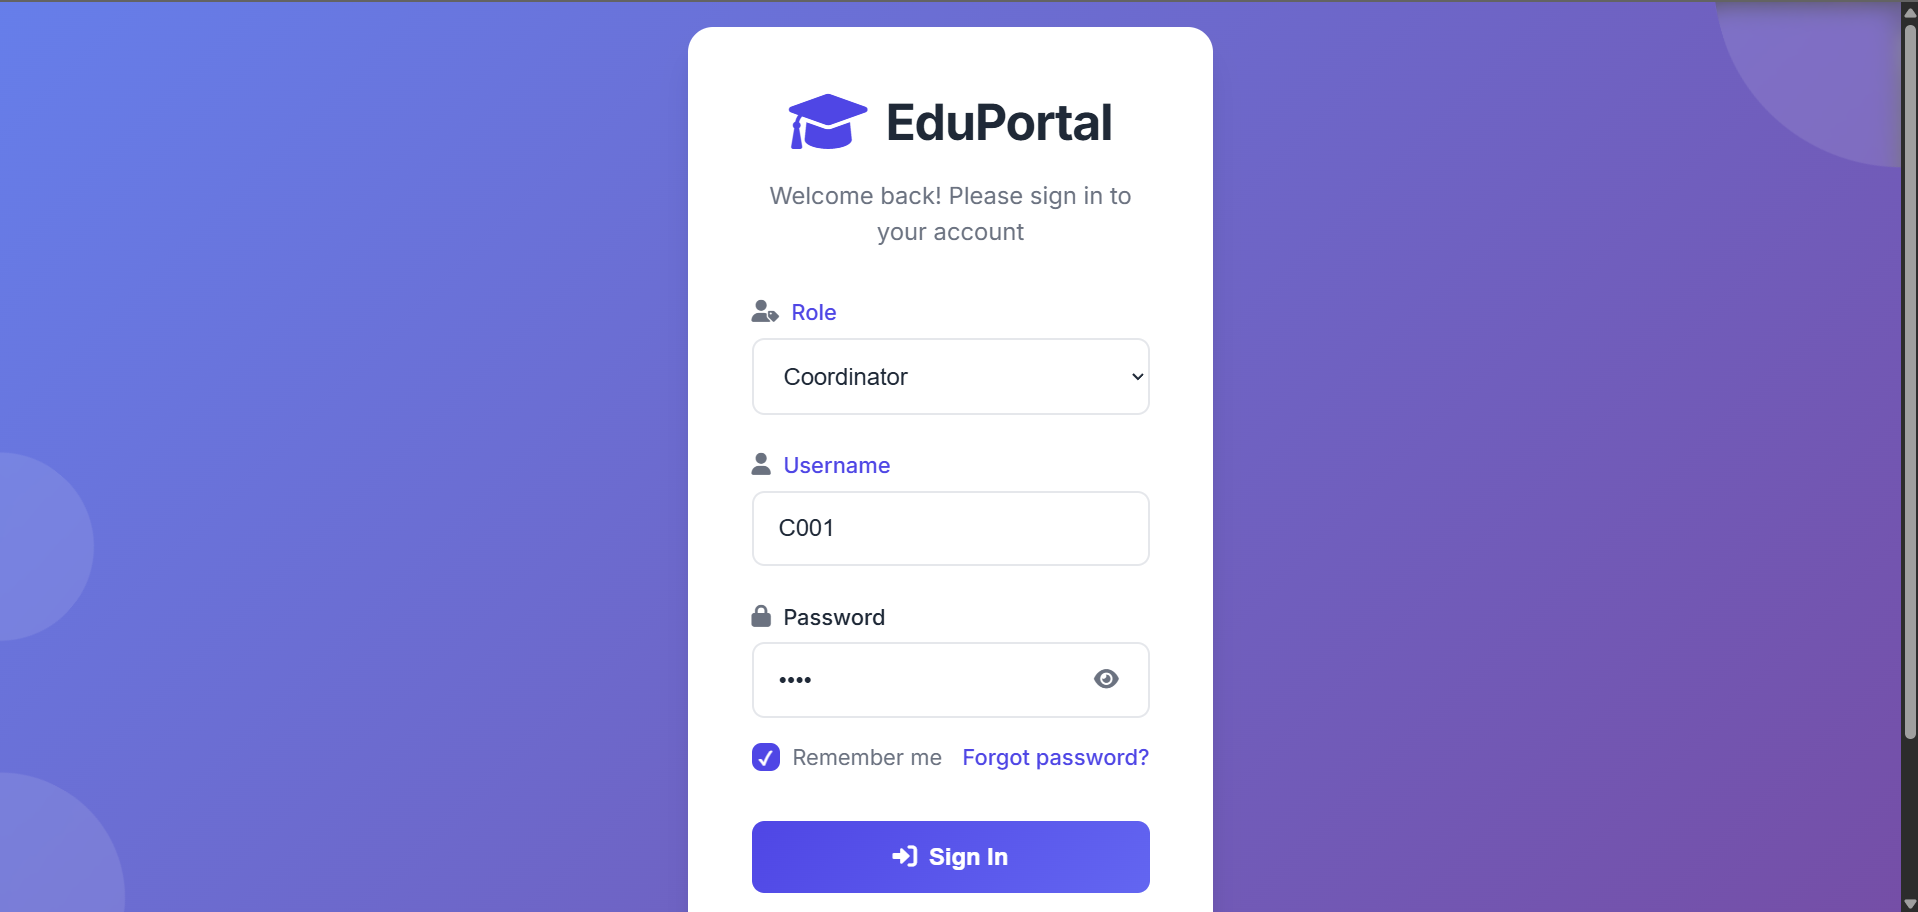 EduPortal
Welcome back! Please sign in to
your account
Role
Coordinator
Username
C001
Password
••••
Remember me Forgot password?
Sign In